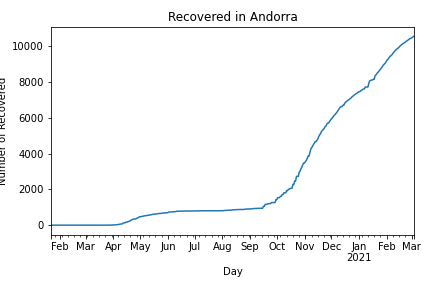 Recovered in Andorra
Number of Recovered
10000
8000
6000
4000
2000
0
Feb Mar Apr May Jun Jul Aug Sep Oct Nov Dec Jan Feb Mar
2021
Day